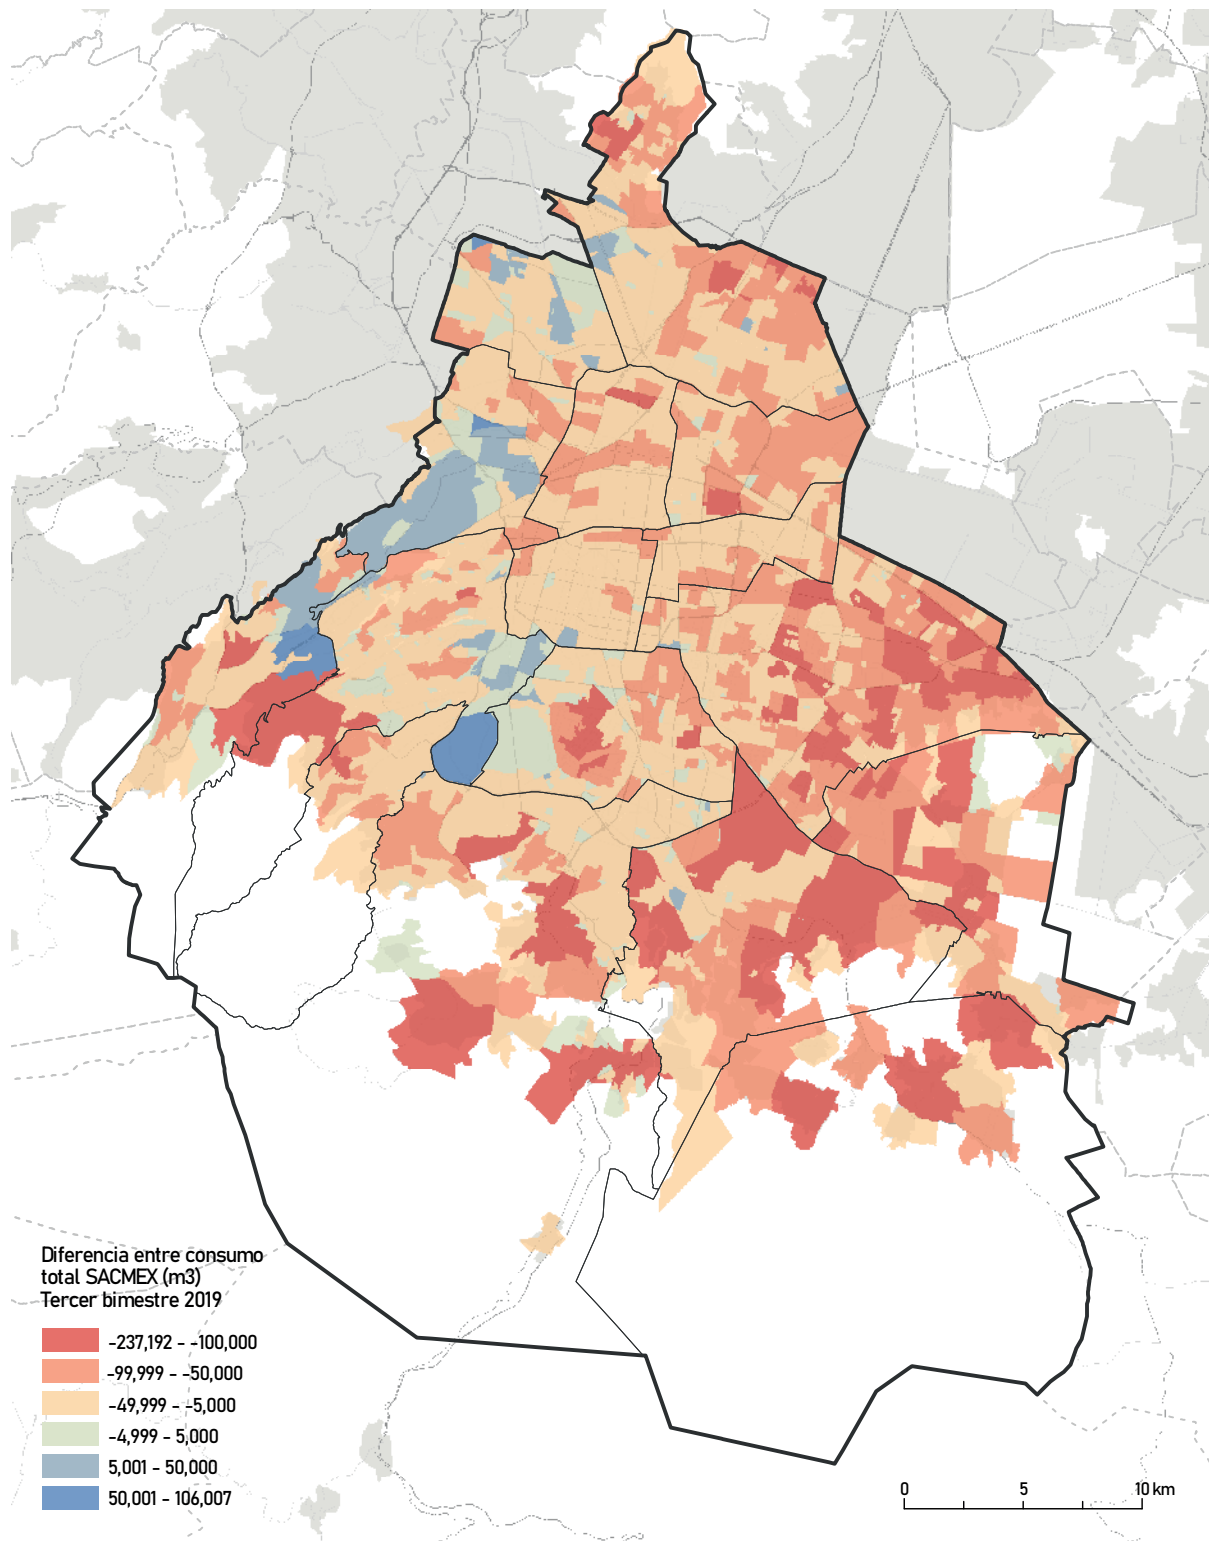 Diferencia entre consumo
total SACMEX (m3)
Tercer bimestre 2019
-237,192 - -100,000
-99,999 - -50,000
-49,999 - -5,000
-4,999 - 5,000
5,001 - 50,000
50,001 - 106,007
0 5 10 km